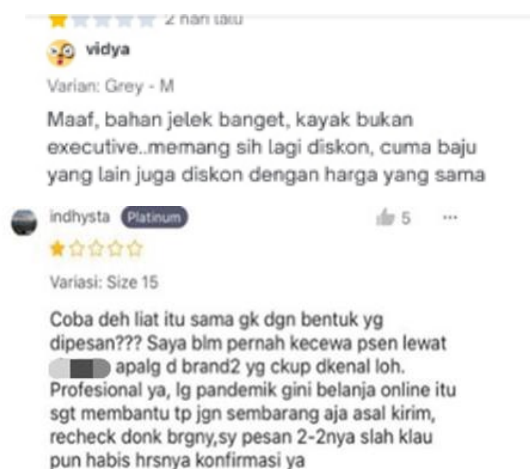 2 hari lalu
vidya
Varian: Grey - M
Maaf, bahan jelek banget, kayak bukan
executive..memang sih lagi diskon, cuma baju
yang lain juga diskon dengan harga yang sama
indhysta Platinum 5 ...
Variasi: Size 15
Coba deh liat itu sama gk dgn bentuk yg
dipesan??? Saya blm pernah kecewa psen lewat
apalg d brand2 yg ckup dkenal loh.
Profesional ya, lg pandemik gini belanja online itu
sgt membantu tp jgn sembarang aja asal kirim,
recheck donk brgny,sy pesan 2-2nya slah klau
pun habis hrsnya konfirmasi ya